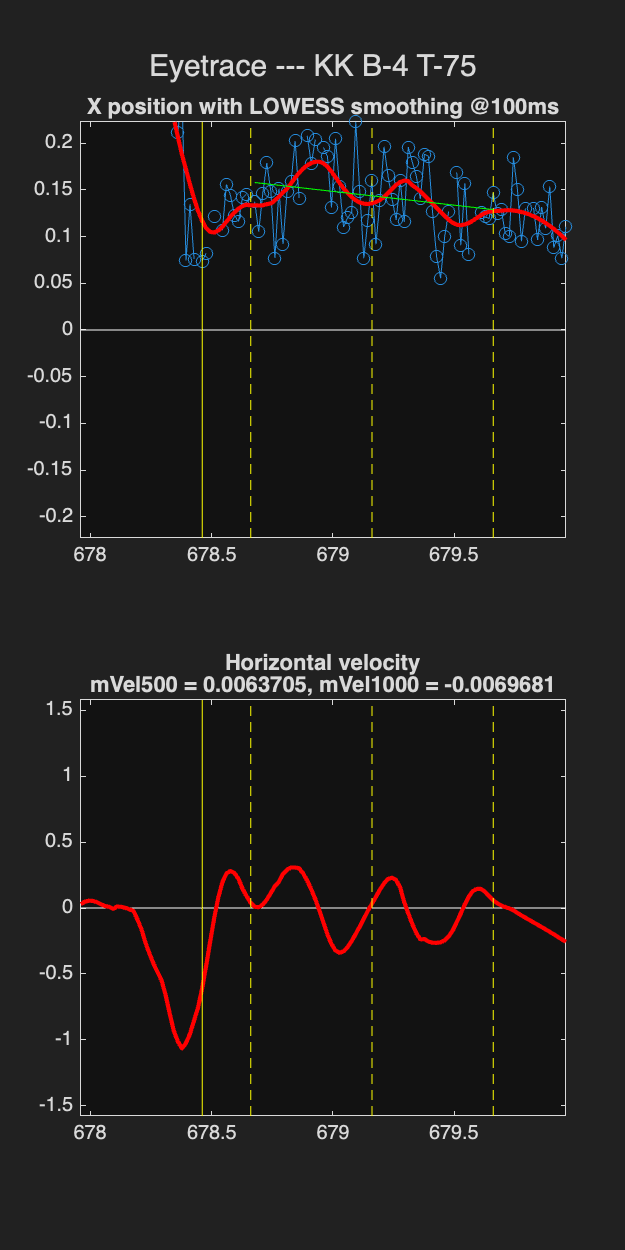 Eyetrace --- KK B-4 T-75
X position with LOWESS smoothing @100ms
0.2
0.15
0.1
0.05
0
-0.05
-0.1
-0.15
-0.2
678 678.5 679 679.5
Horizontal velocity
mVel500 = 0.0063705, mVel1000 = -0.0069681
1.5
1
0.5
0
-0.5
-1
-1.5
678 678.5 679 679.5